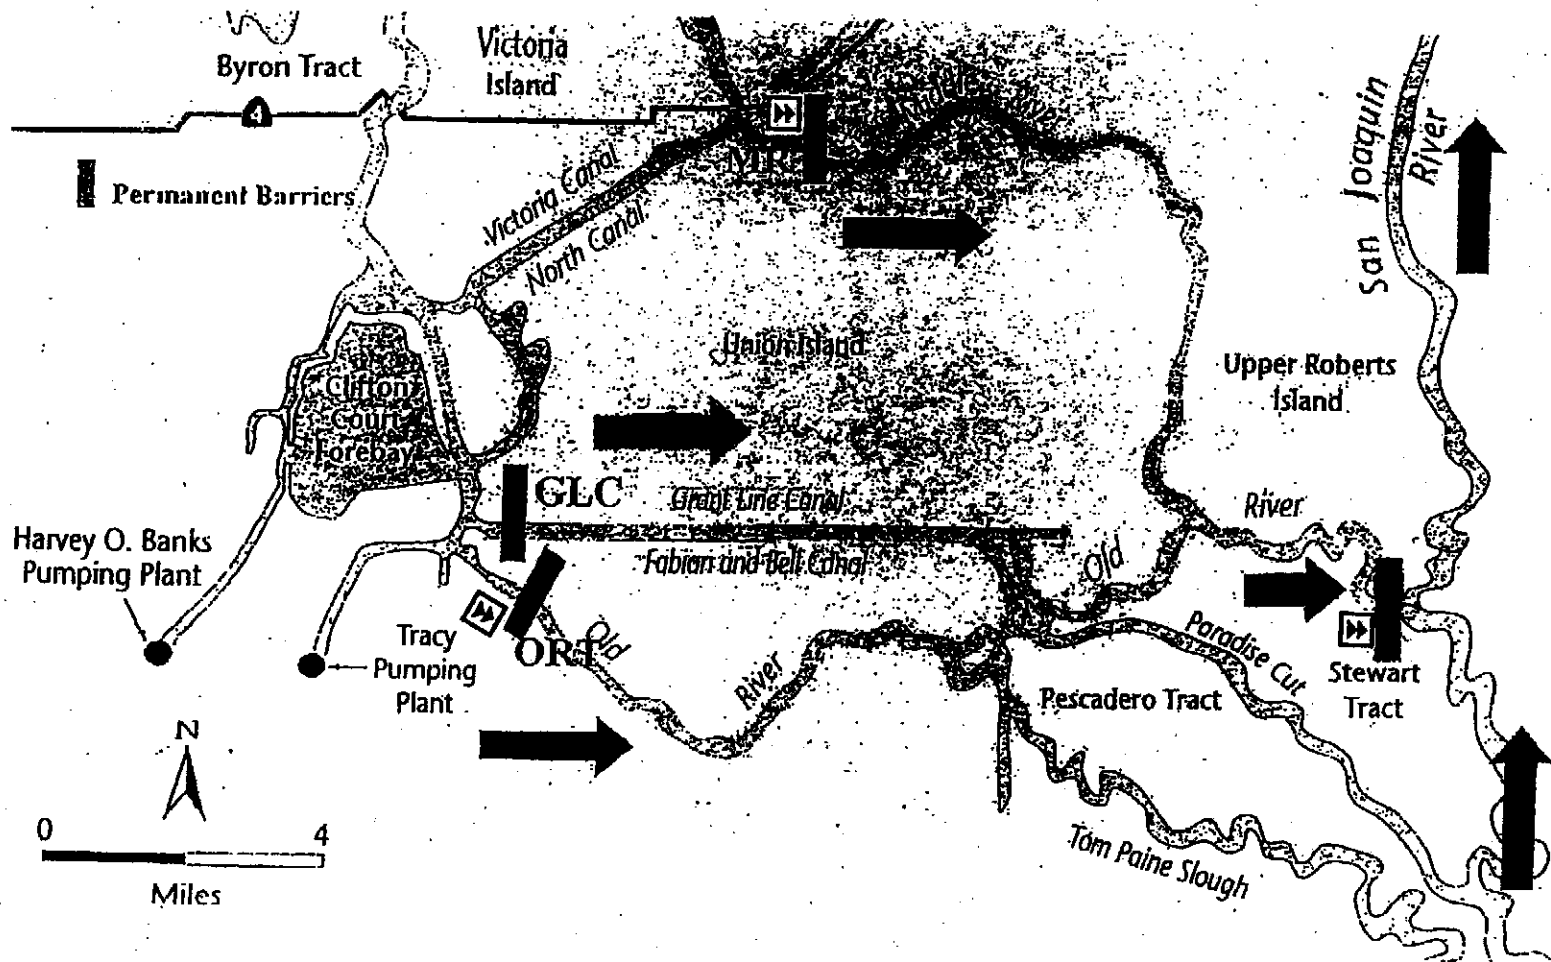 Byron Tract
Victoria
Island
4
Middle River
MR
Permanent Barriers
Victoria Canal
North Canal
San Joaquin
River
Union Island
Upper Roberts
Island
Clifton
Court
Forebay
GLC
Grant Line Canal
Fabian and Bell Canal
Old
River
Harvey O. Banks
Pumping Plant
Tracy
Pumping
Plant
ORT
Old
River
Paradise Cut
Pescadero Tract
Stewart
Tract
Tom Paine Slough
N
0 4
Miles